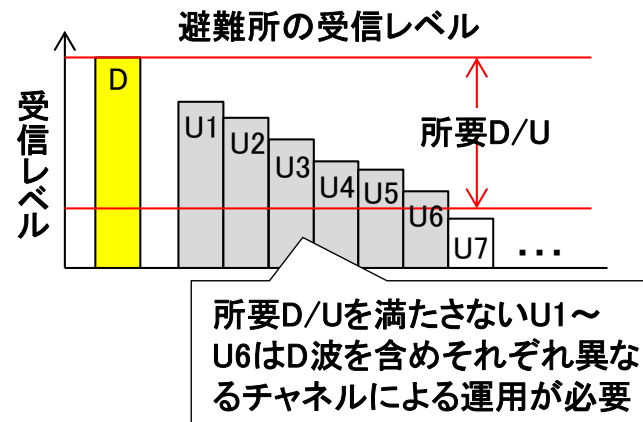 避難所の受信レベル
受信レベル
D
U1
U2
U3
U4
U5
U6
U7
・・・
所要D/U
所要D/Uを満たさないU1～
U6はD波を含めそれぞれ異な
るチャネルによる運用が必要